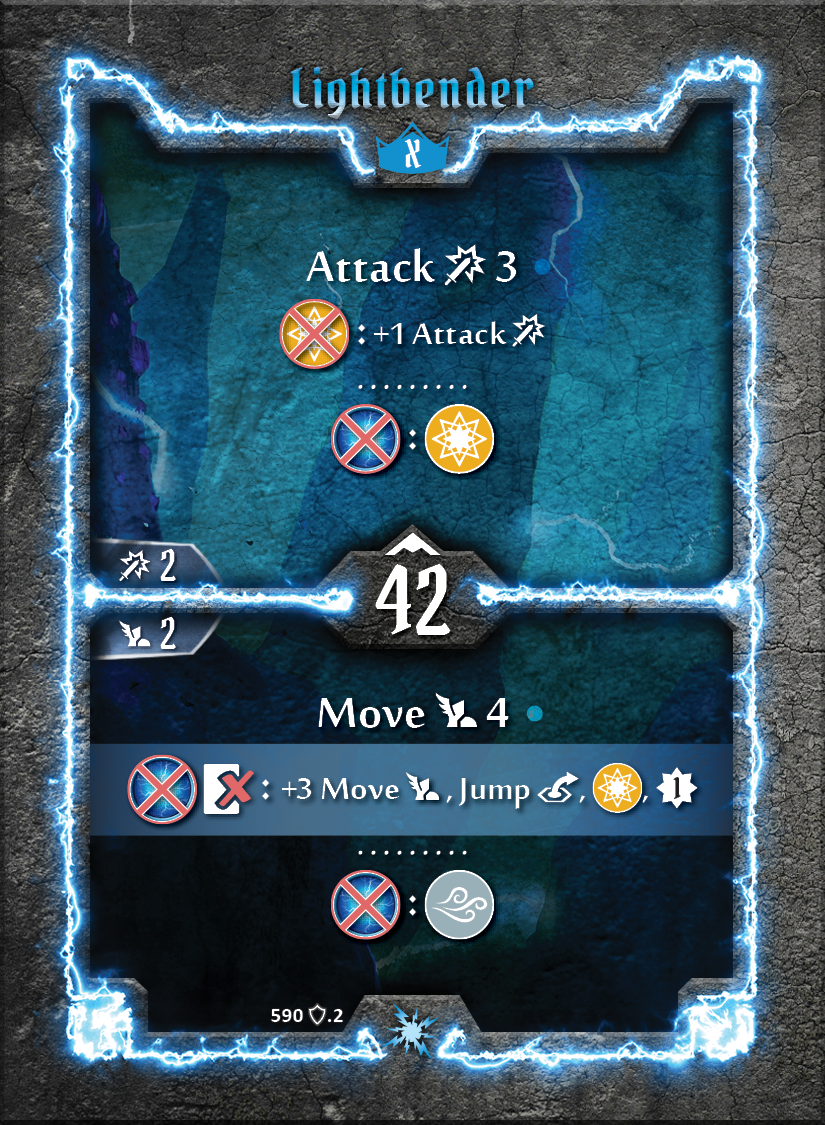 Lightbender
X
Attack 3
: +1 Attack
.........
:
2
42
2
Move 4
: +3 Move , Jump , , 1
.........
:
590 .2